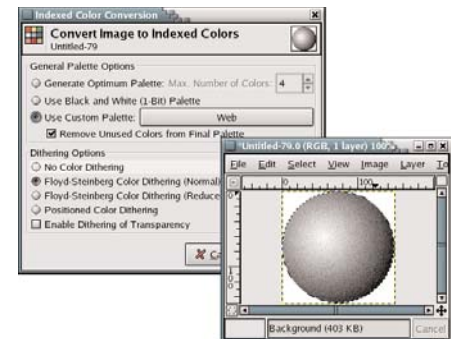 Indexed Color Conversion
Convert Image to Indexed Colors
Untitled-79
General Palette Options
Generate Optimum Palette: Max. Number of Colors: 4
Use Black and White (1-Bit) Palette
Use Custom Palette: Web
Remove Unused Colors from Final Palette
Dithering Options
No Color Dithering
Floyd-Steinberg Color Dithering (Normal)
Floyd-Steinberg Color Dithering (Reduce
Positioned Color Dithering
Enable Dithering of Transparency
*Untitled-79.0 (RGB, 1 layer) 100%
File Edit Select View Image Layer To
0 100
0
100
Background (403 KB) Cancel